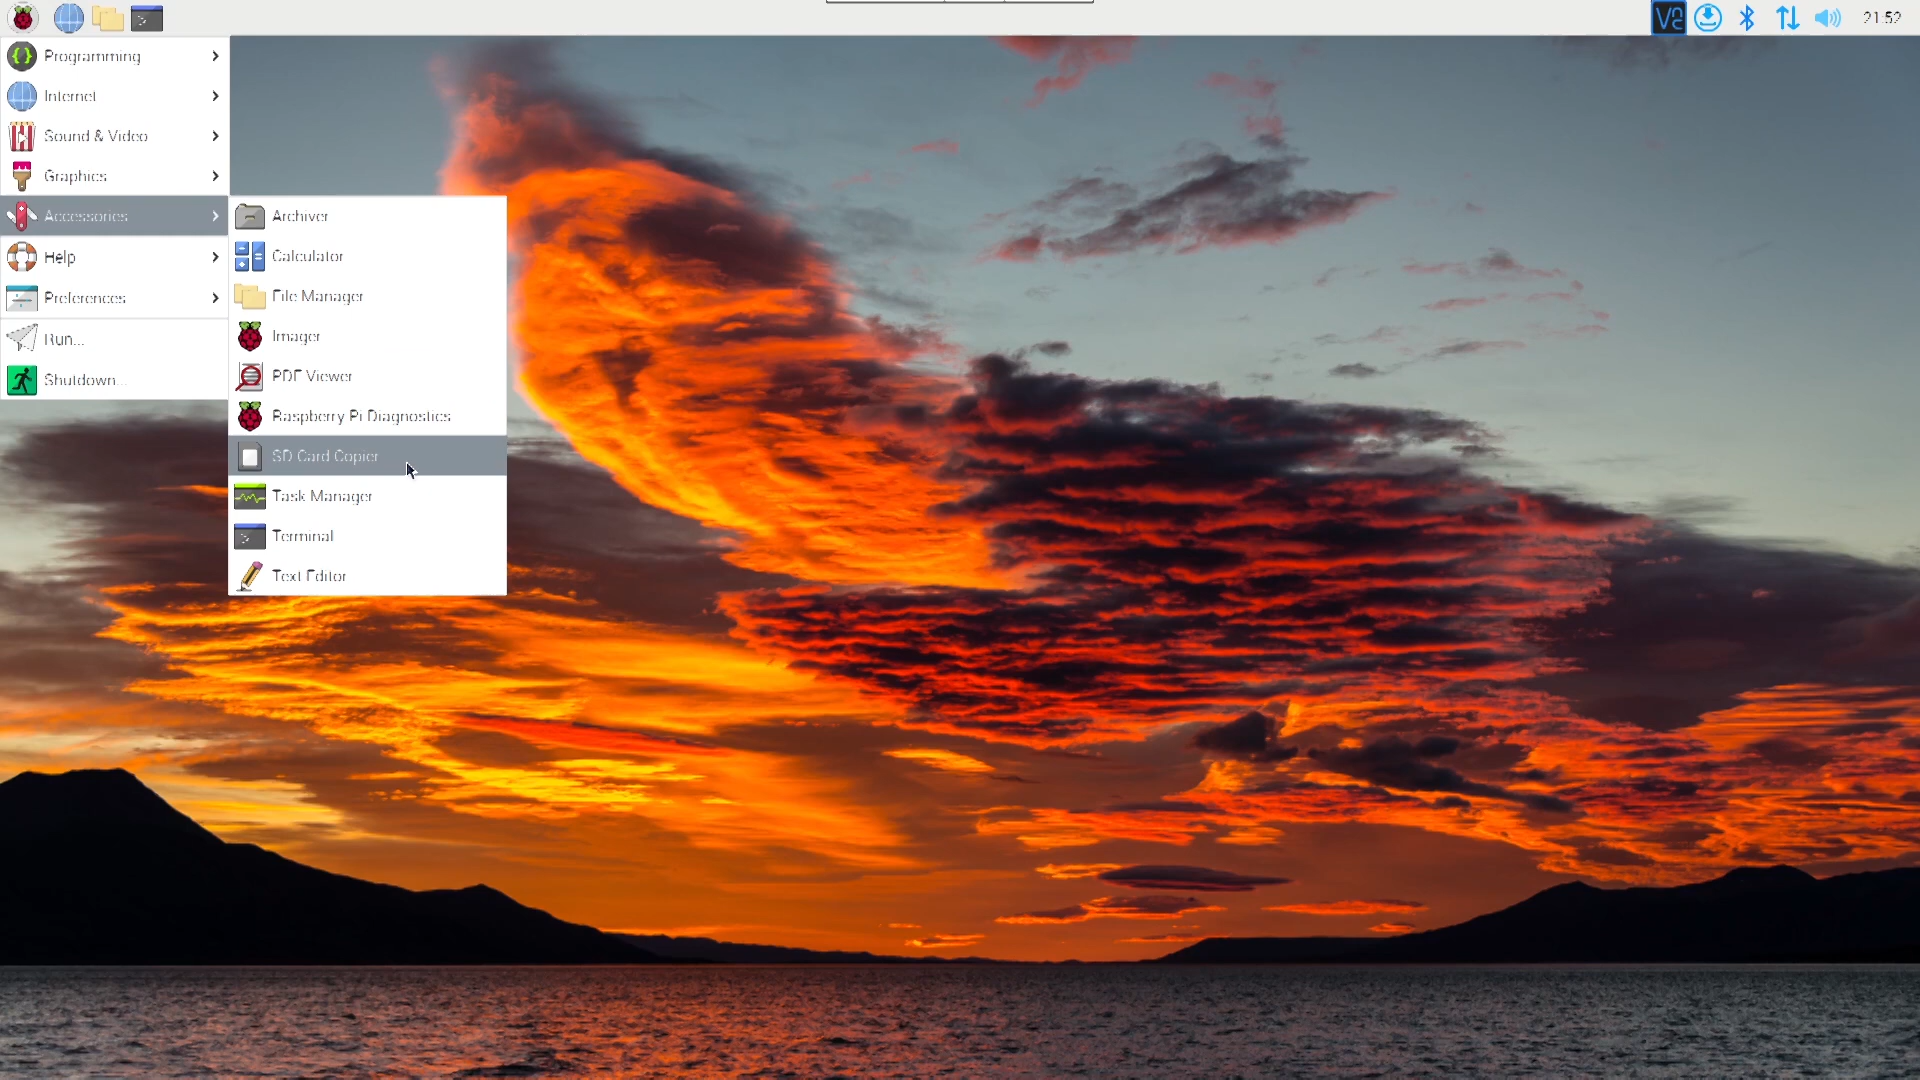 VNC
21:52
Programming
Internet
Sound & Video
Graphics
Accessories
Help
Preferences
Run...
Shutdown...
Archiver
Calculator
File Manager
Imager
PDF Viewer
Raspberry Pi Diagnostics
SD Card Copier
Task Manager
Terminal
Text Editor